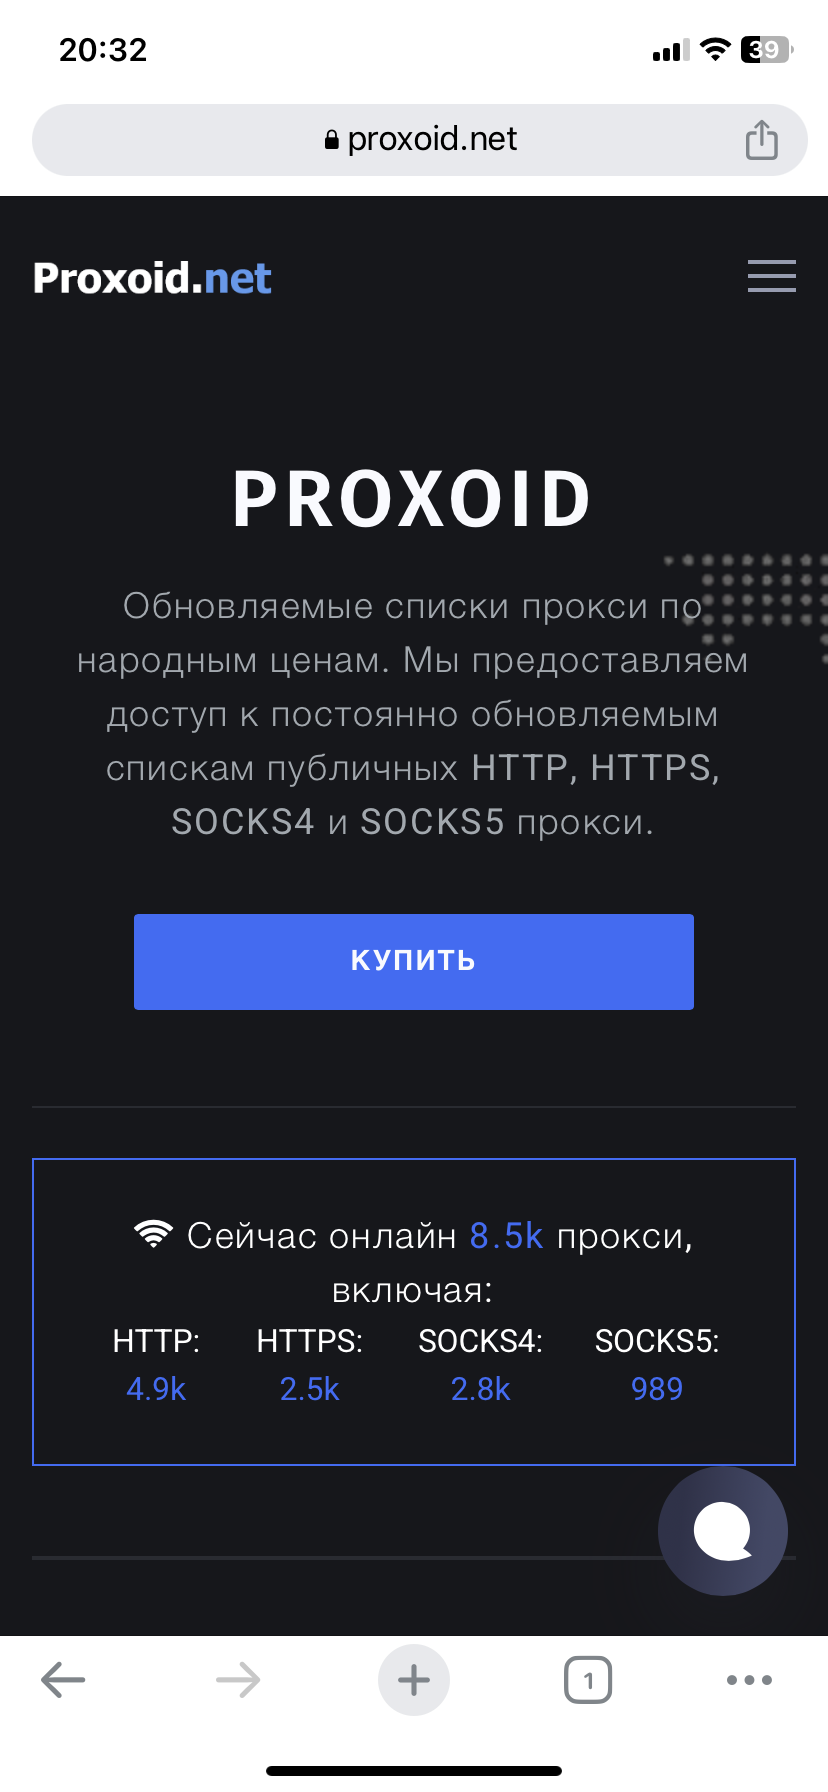 20:32
39
proxoid.net
Proxoid.net
PROXOID
Обновляемые списки прокси по
народным ценам. Мы предоставляем
доступ к постоянно обновляемым
спискам публичных HTTP, HTTPS,
SOCKS4 и SOCKS5 прокси.
КУПИТЬ
Сейчас онлайн 8.5k прокси,
включая:
HTTP: HTTPS: SOCKS4: SOCKS5:
4.9k 2.5k 2.8k 989
1